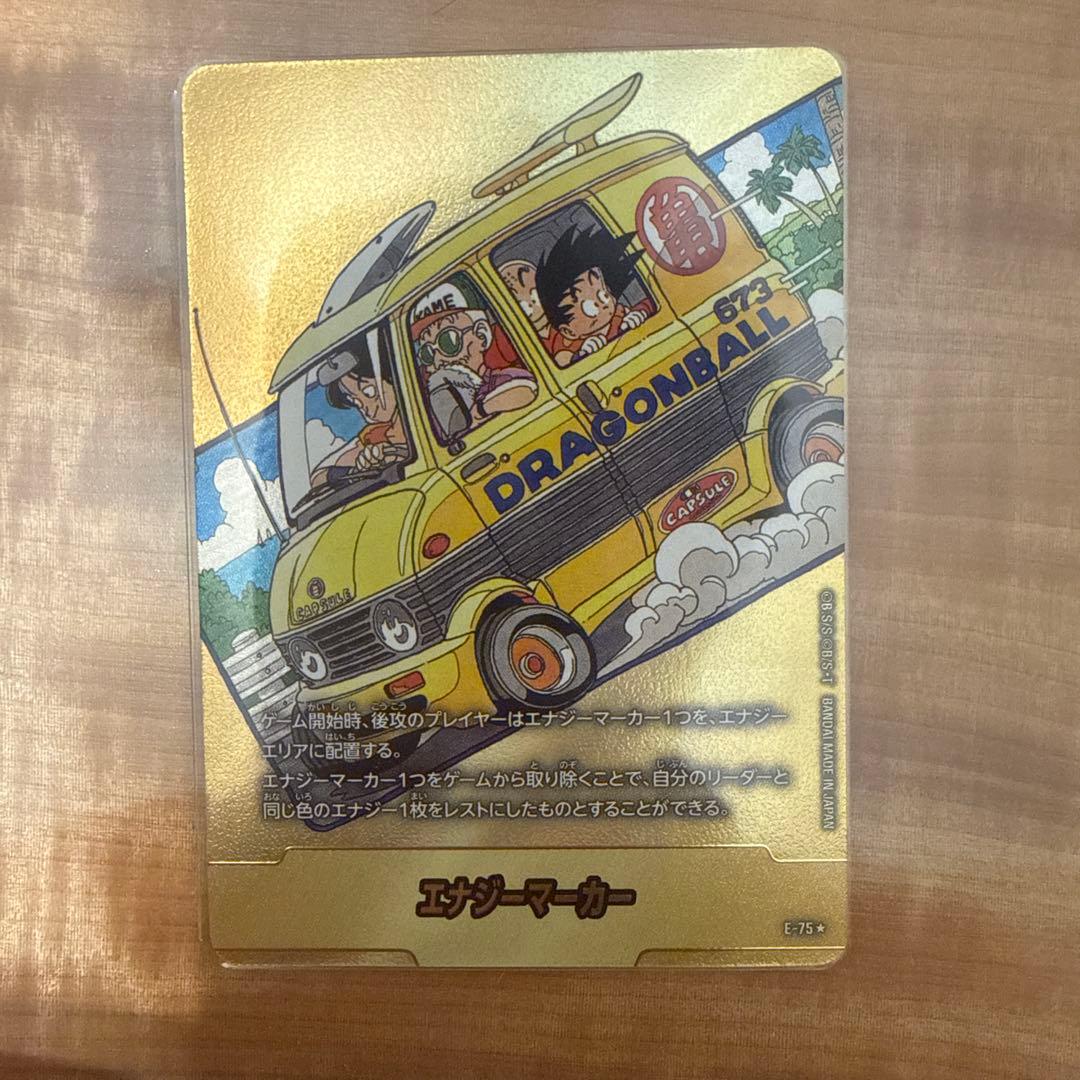 亀
KAME
673
DRAGONBALL
CAPSULE
CAPSULE
©B.S/S ©B/S・T BANDAI MADE IN JAPAN
ゲーム開始時、後攻のプレイヤーはエナジーマーカー1つを、エナジー
エリアに配置する。
エナジーマーカー1つをゲームから取り除くことで、自分のリーダーと
同じ色のエナジー1枚をレストにしたものとすることができる。
エナジーマーカー
E-75★